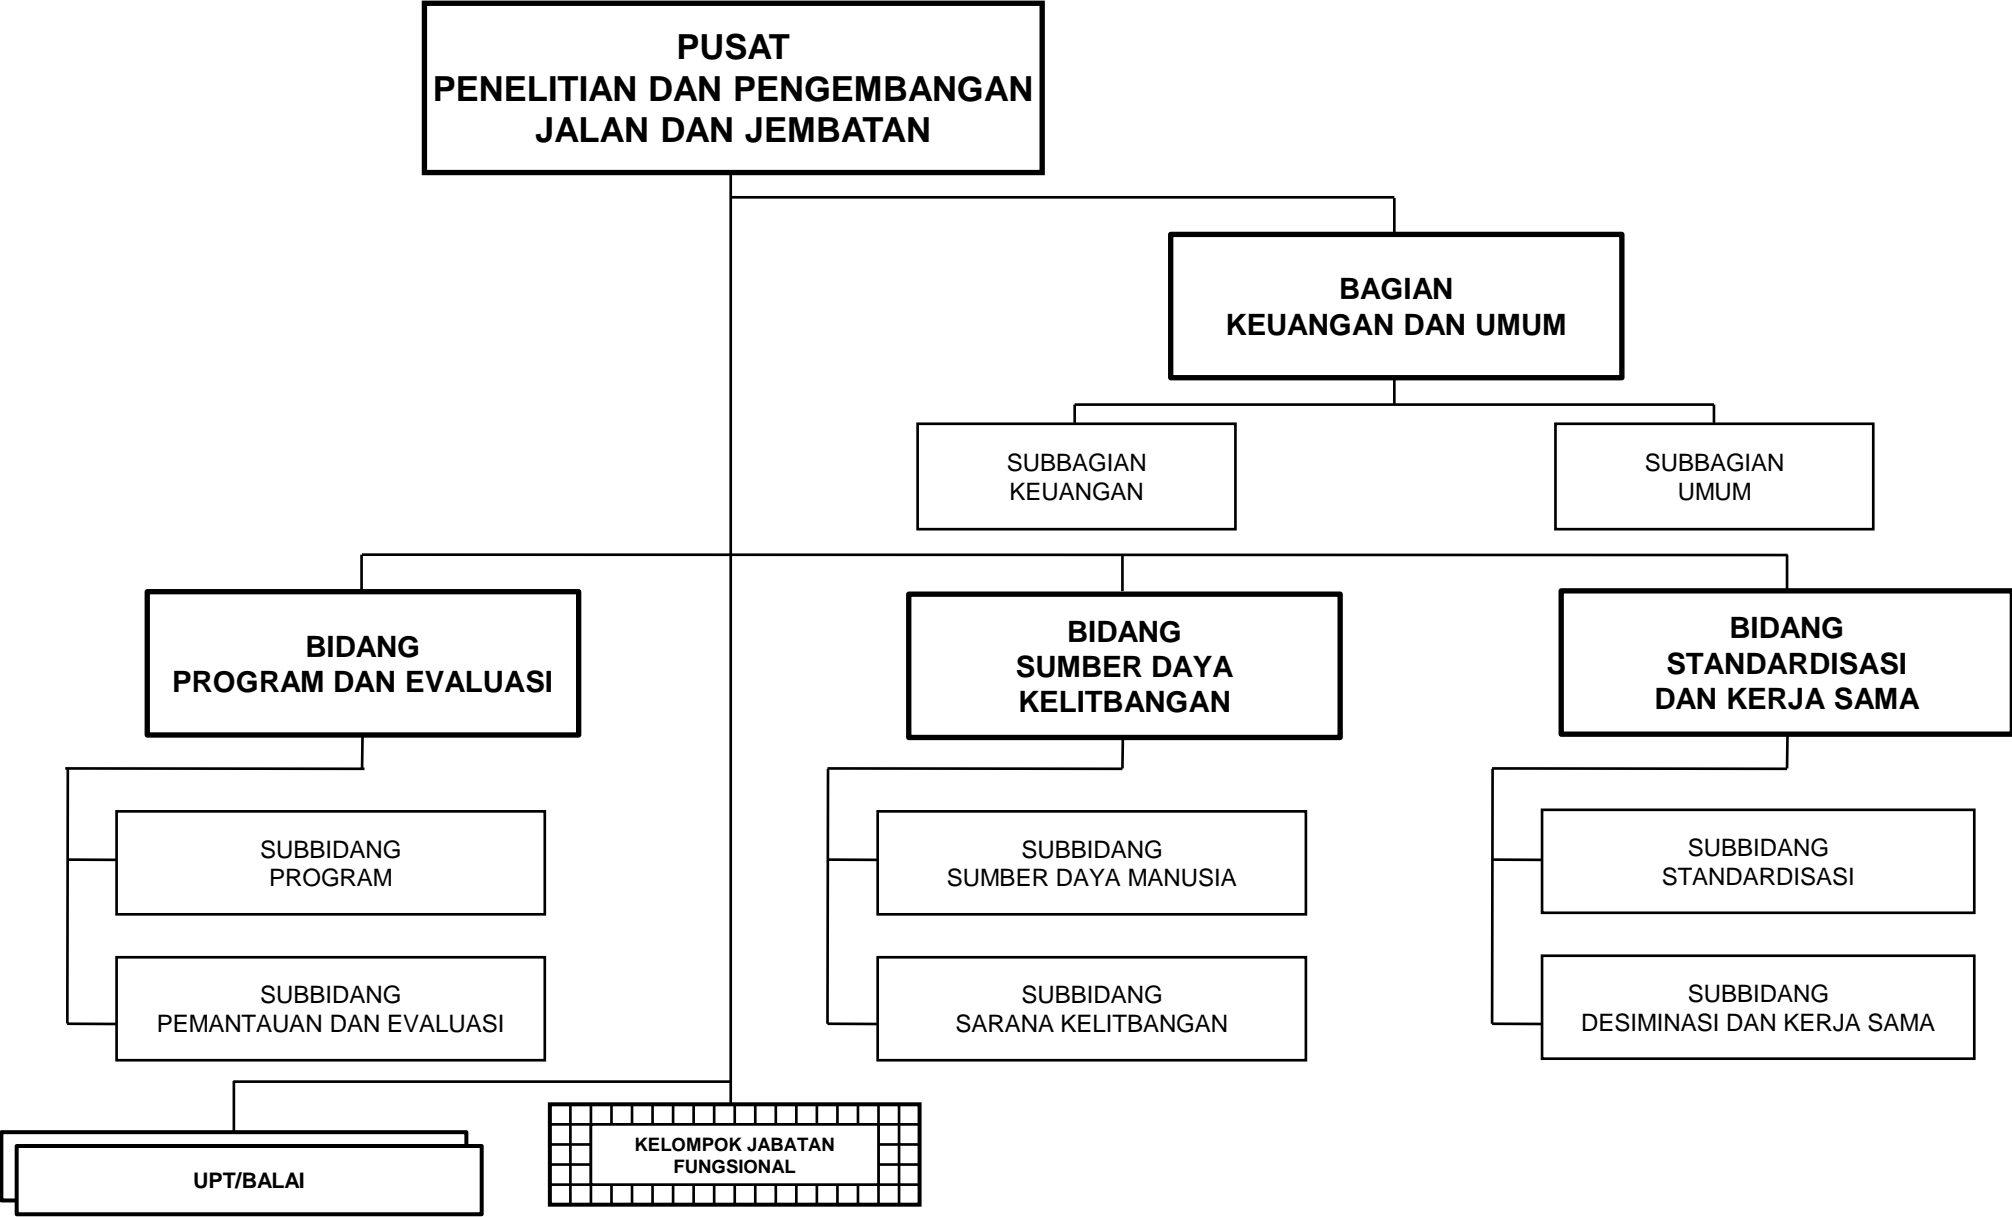 PUSAT
PENELITIAN DAN PENGEMBANGAN
JALAN DAN JEMBATAN
BAGIAN
KEUANGAN DAN UMUM
SUBBAGIAN
KEUANGAN
SUBBAGIAN
UMUM
BIDANG
PROGRAM DAN EVALUASI
BIDANG
SUMBER DAYA
KELITBANGAN
BIDANG
STANDARDISASI
DAN KERJA SAMA
SUBBIDANG
PROGRAM
SUBBIDANG
SUMBER DAYA MANUSIA
SUBBIDANG
STANDARDISASI
SUBBIDANG
PEMANTAUAN DAN EVALUASI
SUBBIDANG
SARANA KELITBANGAN
SUBBIDANG
DESIMINASI DAN KERJA SAMA
UPT/BALAI
KELOMPOK JABATAN
FUNGSIONAL